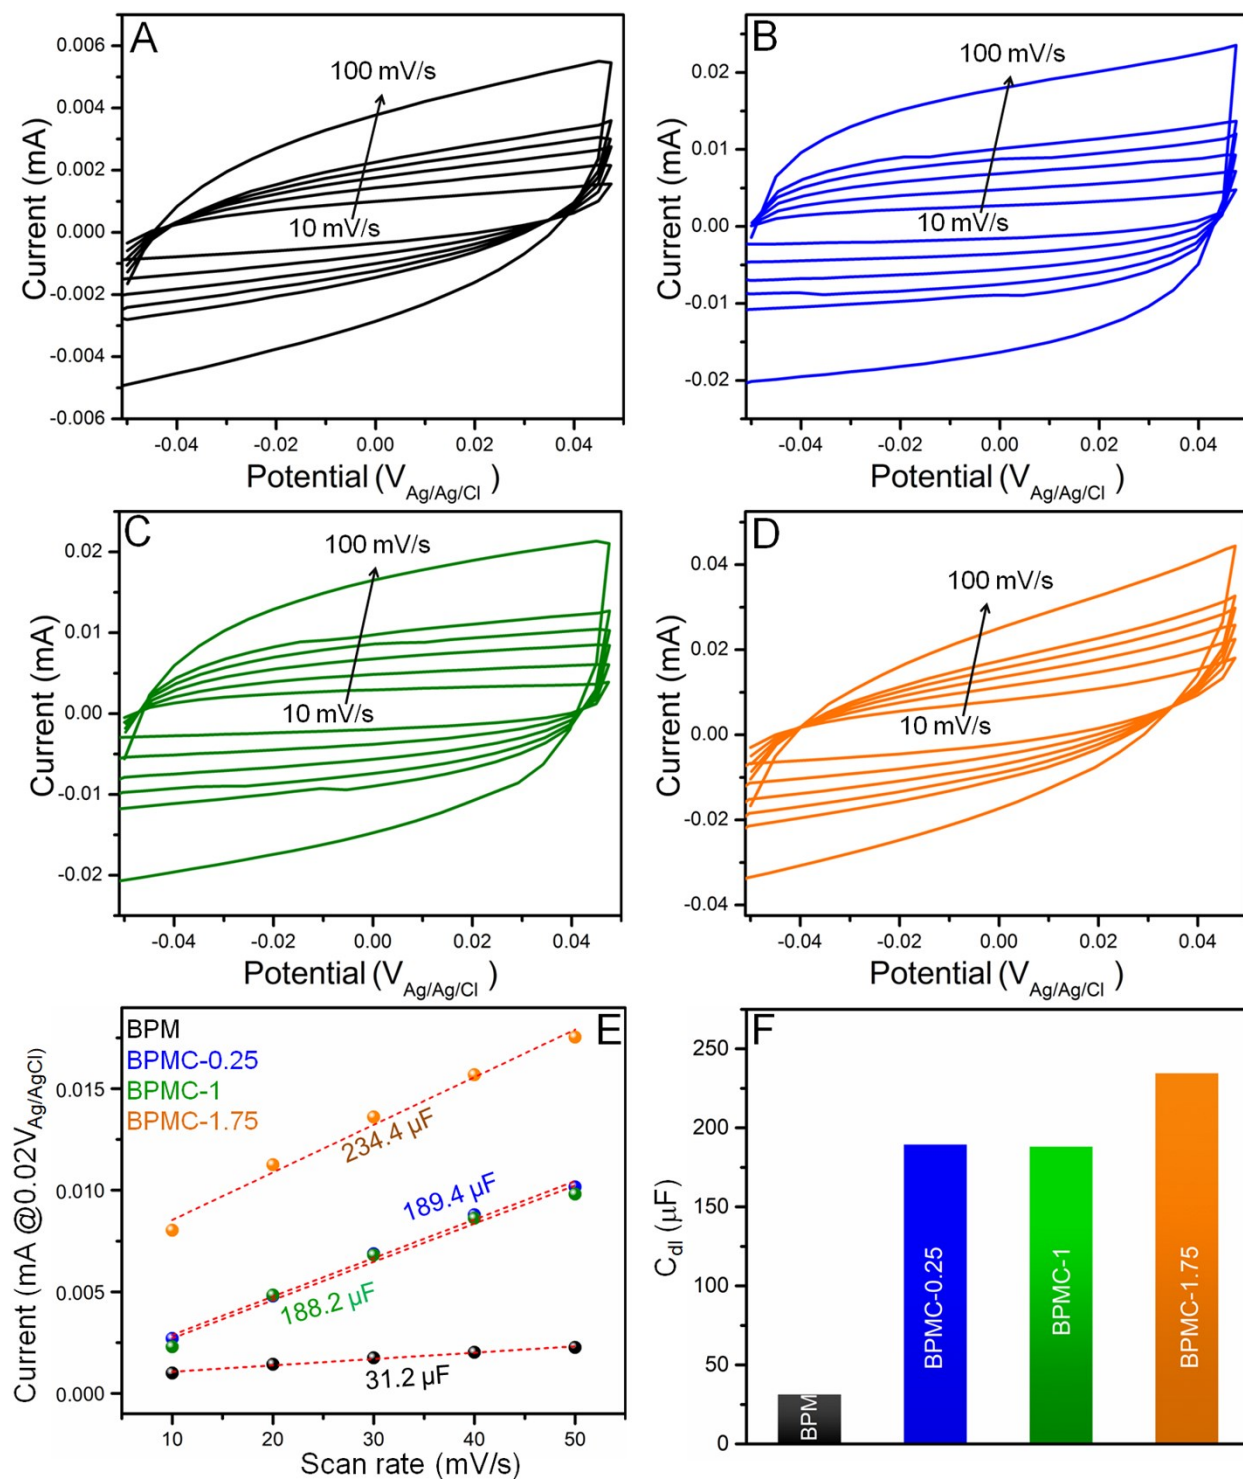 A
100 mV/s
10 mV/s
Current (mA)
0.006
0.004
0.002
0.000
-0.002
-0.004
-0.006
-0.04
-0.02
0.00
0.02
0.04
Potential (V Ag/Ag/Cl )
B
100 mV/s
10 mV/s
Current (mA)
0.02
0.01
0.00
-0.01
-0.02
-0.04
-0.02
0.00
0.02
0.04
Potential (V Ag/Ag/Cl )
C
100 mV/s
10 mV/s
Current (mA)
0.02
0.01
0.00
-0.01
-0.02
-0.04
-0.02
0.00
0.02
0.04
Potential (V Ag/Ag/Cl )
D
100 mV/s
10 mV/s
Current (mA)
0.04
0.02
0.00
-0.02
-0.04
-0.04
-0.02
0.00
0.02
0.04
Potential (V Ag/Ag/Cl )
E
BPM
BPMC-0.25
BPMC-1
BPMC-1.75
234.4 µF
189.4 µF
188.2 µF
31.2 µF
Current (mA @0.02V Ag/AgCl)
0.015
0.010
0.005
0.000
10
20
30
40
50
Scan rate (mV/s)
F
Cdl (µF)
250
200
150
100
50
0
BPM
BPMC-0.25
BPMC-1
BPMC-1.75